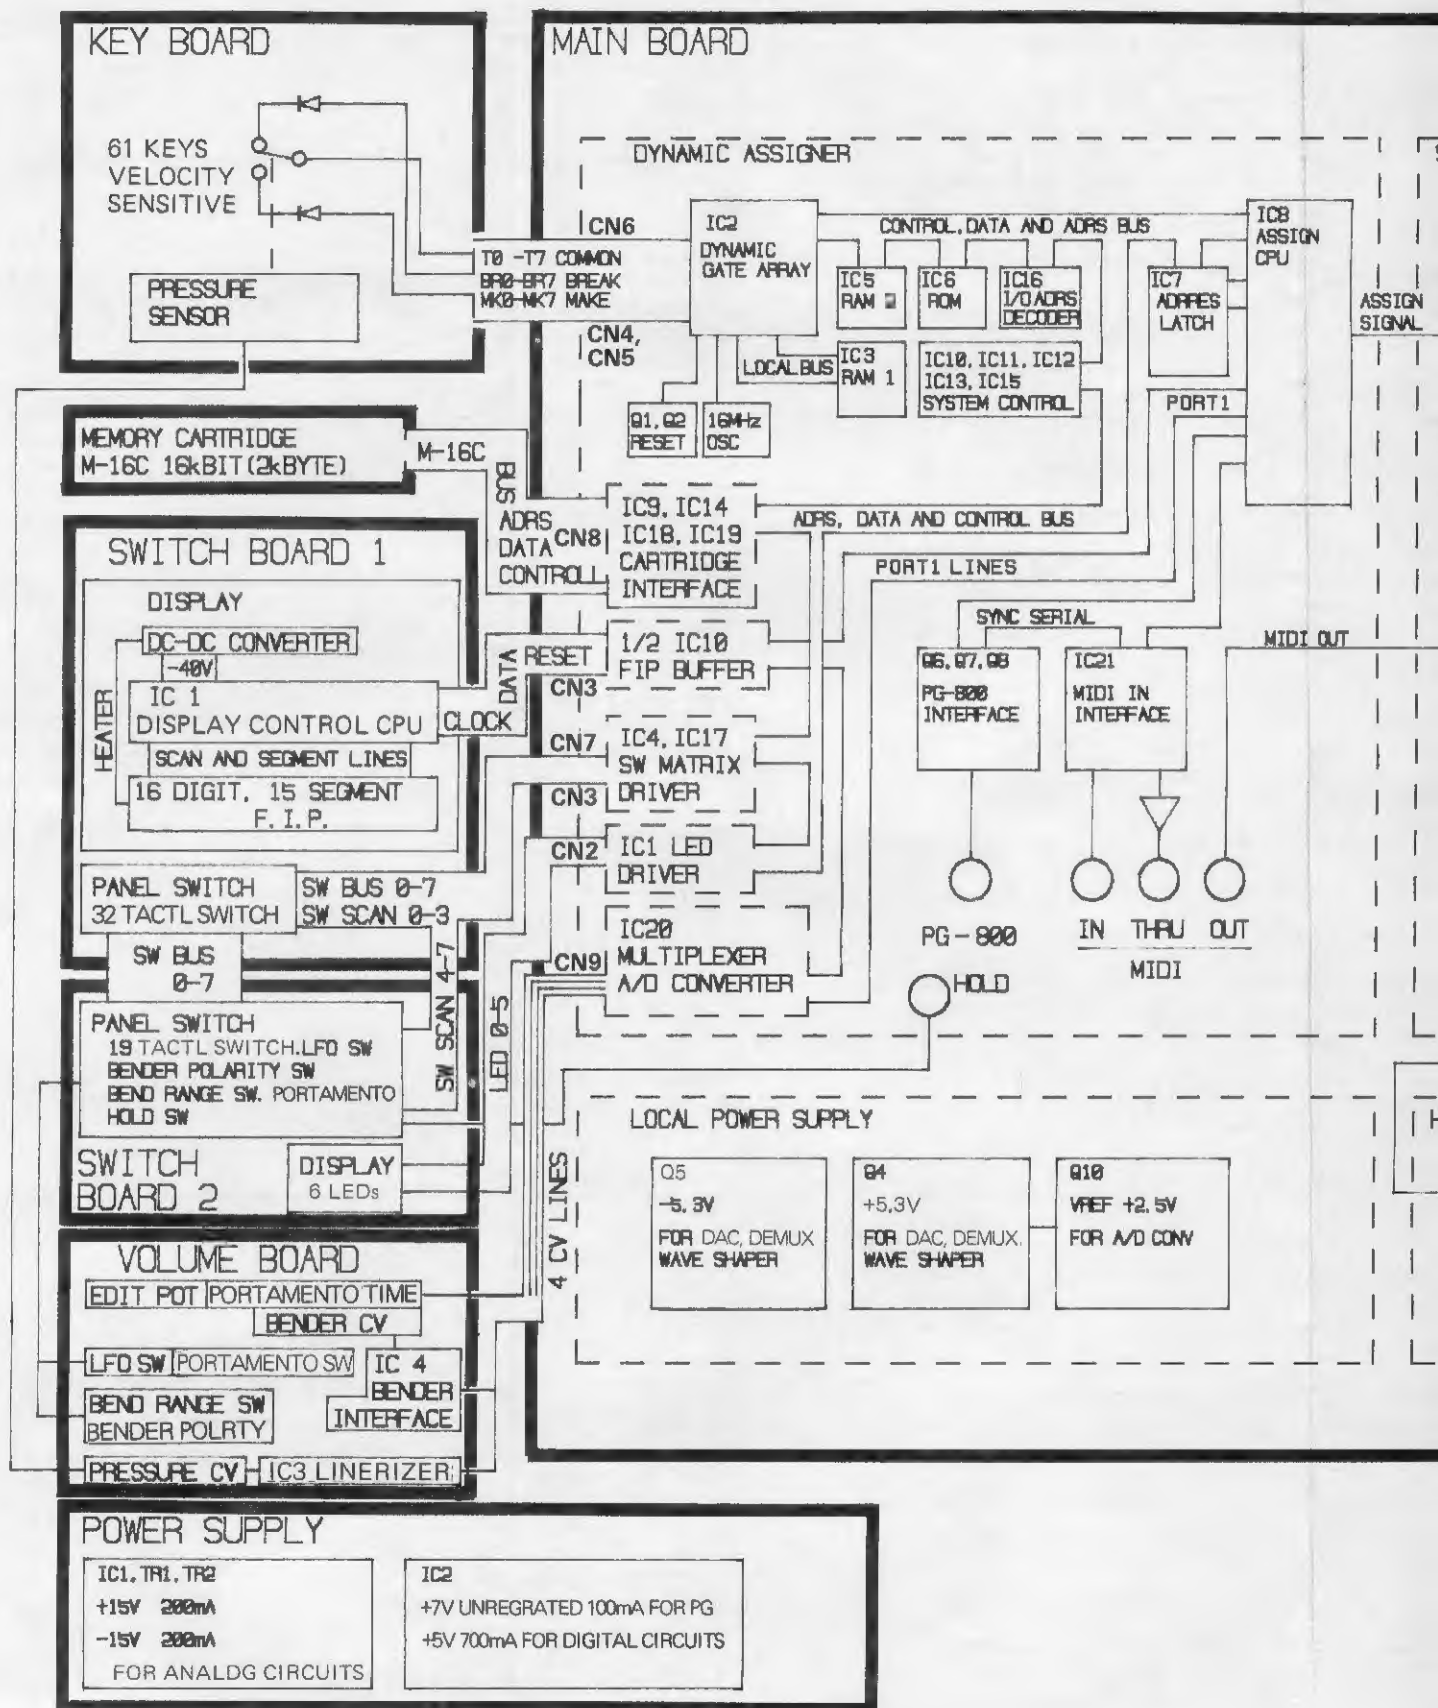 KEY BOARD
61 KEYS
VELOCITY
SENSITIVE
PRESSURE
SENSOR
MAIN BOARD
DYNAMIC ASSIGNER
CN6
T0 -T7 COMMON
BR0-BR7 BREAK
MK0-MK7 MAKE
CN4,
CN5
IC2
DYNAMIC
GATE ARRAY
CONTROL, DATA AND ADRS BUS
IC5
RAM
IC6
ROM
IC16
I/O ADRS
DECODER
IC7
ADRRES
LATCH
IC8
ASSIGN
CPU
ASSIGN
SIGNAL
LOCAL BUS
IC3
RAM 1
IC10, IC11, IC12
IC13, IC15
SYSTEM CONTROL
PORT1
Q1, Q2
RESET
16MHz
OSC
MEMORY CARTRIDGE
M-16C 16kBIT(2kBYTE)
M-16C
BUS
ADRS
DATA
CONTROLL
CN8
IC9, IC14
IC18, IC19
CARTRIDGE
INTERFACE
ADRS, DATA AND CONTROL BUS
PORT1 LINES
SWITCH BOARD 1
DISPLAY
DC-DC CONVERTER
-40V
HEATER
IC 1
DISPLAY CONTROL CPU
SCAN AND SEGMENT LINES
16 DIGIT, 15 SEGMENT
F. I. P.
CLOCK
DATA
RESET
CN3
1/2 IC10
FIP BUFFER
CN7
CN3
IC4, IC17
SW MATRIX
DRIVER
CN2
IC1 LED
DRIVER
CN9
IC20
MULTIPLEXER
A/D CONVERTER
SYNC SERIAL
Q6, Q7, Q8
PG-800
INTERFACE
IC21
MIDI IN
INTERFACE
MIDI OUT
PG-800
IN
THRU
OUT
MIDI
HOLD
PANEL SWITCH
32 TACTL SWITCH
SW BUS 0-7
SW SCAN 0-3
SW BUS
0-7
SW SCAN 4-7
LED 0-5
PANEL SWITCH
19 TACTL SWITCH.LFO SW
BENDER POLARITY SW
BEND RANGE SW. PORTAMENTO
HOLD SW
SWITCH
BOARD 2
DISPLAY
6 LEDs
4 CV LINES
LOCAL POWER SUPPLY
Q5
-5.3V
FOR DAC, DEMUX
WAVE SHAPER
Q4
+5.3V
FOR DAC, DEMUX.
WAVE SHAPER
Q10
VREF +2.5V
FOR A/D CONV
H
VOLUME BOARD
EDIT POT
PORTAMENTO TIME
BENDER CV
LFO SW
PORTAMENTO SW
IC 4
BENDER
INTERFACE
BEND RANGE SW
BENDER POLRTY
PRESSURE CV
IC3 LINERIZER
POWER SUPPLY
IC1, TR1, TR2
+15V 200mA
-15V 200mA
FOR ANALDG CIRCUITS
IC2
+7V UNREGRATED 100mA FOR PG
+5V 700mA FOR DIGITAL CIRCUITS